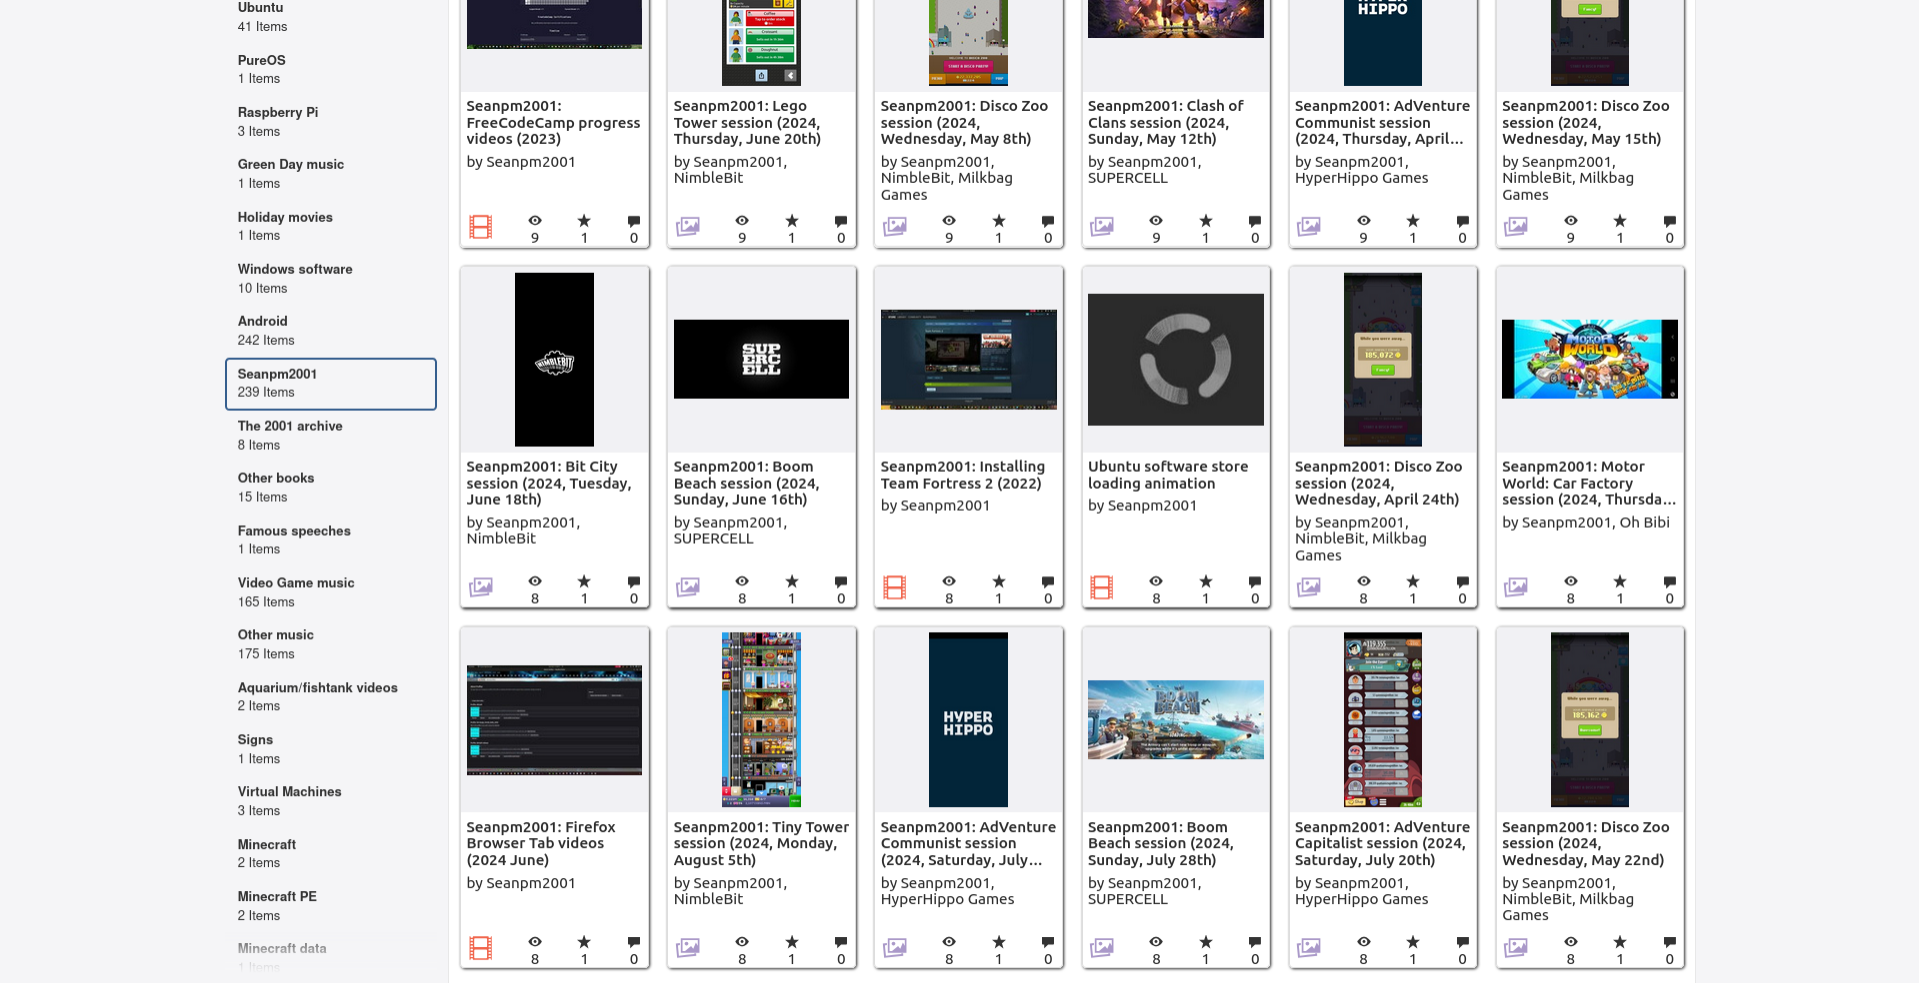 Ubuntu
41 Items
PureOS
1 Items
Raspberry Pi
3 Items
Green Day music
1 Items
Holiday movies
1 Items
Windows software
10 Items
Android
242 Items
Seanpm2001
239 Items
The 2001 archive
8 Items
Other books
15 Items
Famous speeches
1 Items
Video Game music
165 Items
Other music
175 Items
Aquarium/fishtank videos
2 Items
Signs
1 Items
Virtual Machines
3 Items
Minecraft
2 Items
Minecraft PE
2 Items
Minecraft data
1 Items
Seanpm2001:
FreeCodeCamp progress
videos (2023)
by Seanpm2001
9
1
0
Coffee
Croissant
Doughnut
Seanpm2001: Lego
Tower session (2024,
Thursday, June 20th)
by Seanpm2001,
NimbleBit
9
1
0
Seanpm2001: Disco Zoo
session (2024,
Wednesday, May 8th)
by Seanpm2001,
NimbleBit, Milkbag
Games
9
1
0
Seanpm2001: Clash of
Clans session (2024,
Sunday, May 12th)
by Seanpm2001,
SUPERCELL
9
1
0
HYPER
HIPPO
Seanpm2001: AdVenture
Communist session
(2024, Thursday, April...
by Seanpm2001,
HyperHippo Games
9
1
0
Seanpm2001: Disco Zoo
session (2024,
Wednesday, May 15th)
by Seanpm2001,
NimbleBit, Milkbag
Games
9
1
0
NIMBLEBIT
Seanpm2001: Bit City
session (2024, Tuesday,
June 18th)
by Seanpm2001,
NimbleBit
8
1
0
SUP
ERC
ELL
Seanpm2001: Boom
Beach session (2024,
Sunday, June 16th)
by Seanpm2001,
SUPERCELL
8
1
0
Seanpm2001: Installing
Team Fortress 2 (2022)
by Seanpm2001
8
1
0
Ubuntu software store
loading animation
by Seanpm2001
8
1
0
While you were away...
185,072
Seanpm2001: Disco Zoo
session (2024,
Wednesday, April 24th)
by Seanpm2001,
NimbleBit, Milkbag
Games
8
1
0
MOTOR
WORLD
Seanpm2001: Motor
World: Car Factory
session (2024, Thursda...
by Seanpm2001, Oh Bibi
8
1
0
Seanpm2001: Firefox
Browser Tab videos
(2024 June)
by Seanpm2001
8
1
0
Seanpm2001: Tiny Tower
session (2024, Monday,
August 5th)
by Seanpm2001,
NimbleBit
8
1
0
HYPER
HIPPO
Seanpm2001: AdVenture
Communist session
(2024, Saturday, July...
by Seanpm2001,
HyperHippo Games
8
1
0
BOOM
BEACH
Seanpm2001: Boom
Beach session (2024,
Sunday, July 28th)
by Seanpm2001,
SUPERCELL
8
1
0
Seanpm2001: AdVenture
Capitalist session (2024,
Saturday, July 20th)
by Seanpm2001,
HyperHippo Games
8
1
0
While you were away...
185,162
Seanpm2001: Disco Zoo
session (2024,
Wednesday, May 22nd)
by Seanpm2001,
NimbleBit, Milkbag
Games
8
1
0